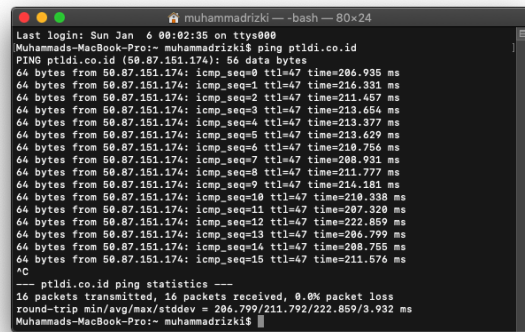 muhammadrizki — -bash — 80×24
Last login: Sun Jan  6 00:02:35 on ttys000
[Muhammads-MacBook-Pro:~ muhammadrizki$ ping ptldi.co.id ]
PING ptldi.co.id (50.87.151.174): 56 data bytes
64 bytes from 50.87.151.174: icmp_seq=0 ttl=47 time=206.935 ms
64 bytes from 50.87.151.174: icmp_seq=1 ttl=47 time=216.331 ms
64 bytes from 50.87.151.174: icmp_seq=2 ttl=47 time=211.457 ms
64 bytes from 50.87.151.174: icmp_seq=3 ttl=47 time=213.654 ms
64 bytes from 50.87.151.174: icmp_seq=4 ttl=47 time=213.377 ms
64 bytes from 50.87.151.174: icmp_seq=5 ttl=47 time=213.629 ms
64 bytes from 50.87.151.174: icmp_seq=6 ttl=47 time=210.756 ms
64 bytes from 50.87.151.174: icmp_seq=7 ttl=47 time=208.931 ms
64 bytes from 50.87.151.174: icmp_seq=8 ttl=47 time=211.777 ms
64 bytes from 50.87.151.174: icmp_seq=9 ttl=47 time=214.181 ms
64 bytes from 50.87.151.174: icmp_seq=10 ttl=47 time=210.338 ms
64 bytes from 50.87.151.174: icmp_seq=11 ttl=47 time=207.320 ms
64 bytes from 50.87.151.174: icmp_seq=12 ttl=47 time=222.859 ms
64 bytes from 50.87.151.174: icmp_seq=13 ttl=47 time=206.799 ms
64 bytes from 50.87.151.174: icmp_seq=14 ttl=47 time=208.755 ms
64 bytes from 50.87.151.174: icmp_seq=15 ttl=47 time=211.576 ms
^C
--- ptldi.co.id ping statistics ---
16 packets transmitted, 16 packets received, 0.0% packet loss
round-trip min/avg/max/stddev = 206.799/211.792/222.859/3.932 ms
Muhammads-MacBook-Pro:~ muhammadrizki$